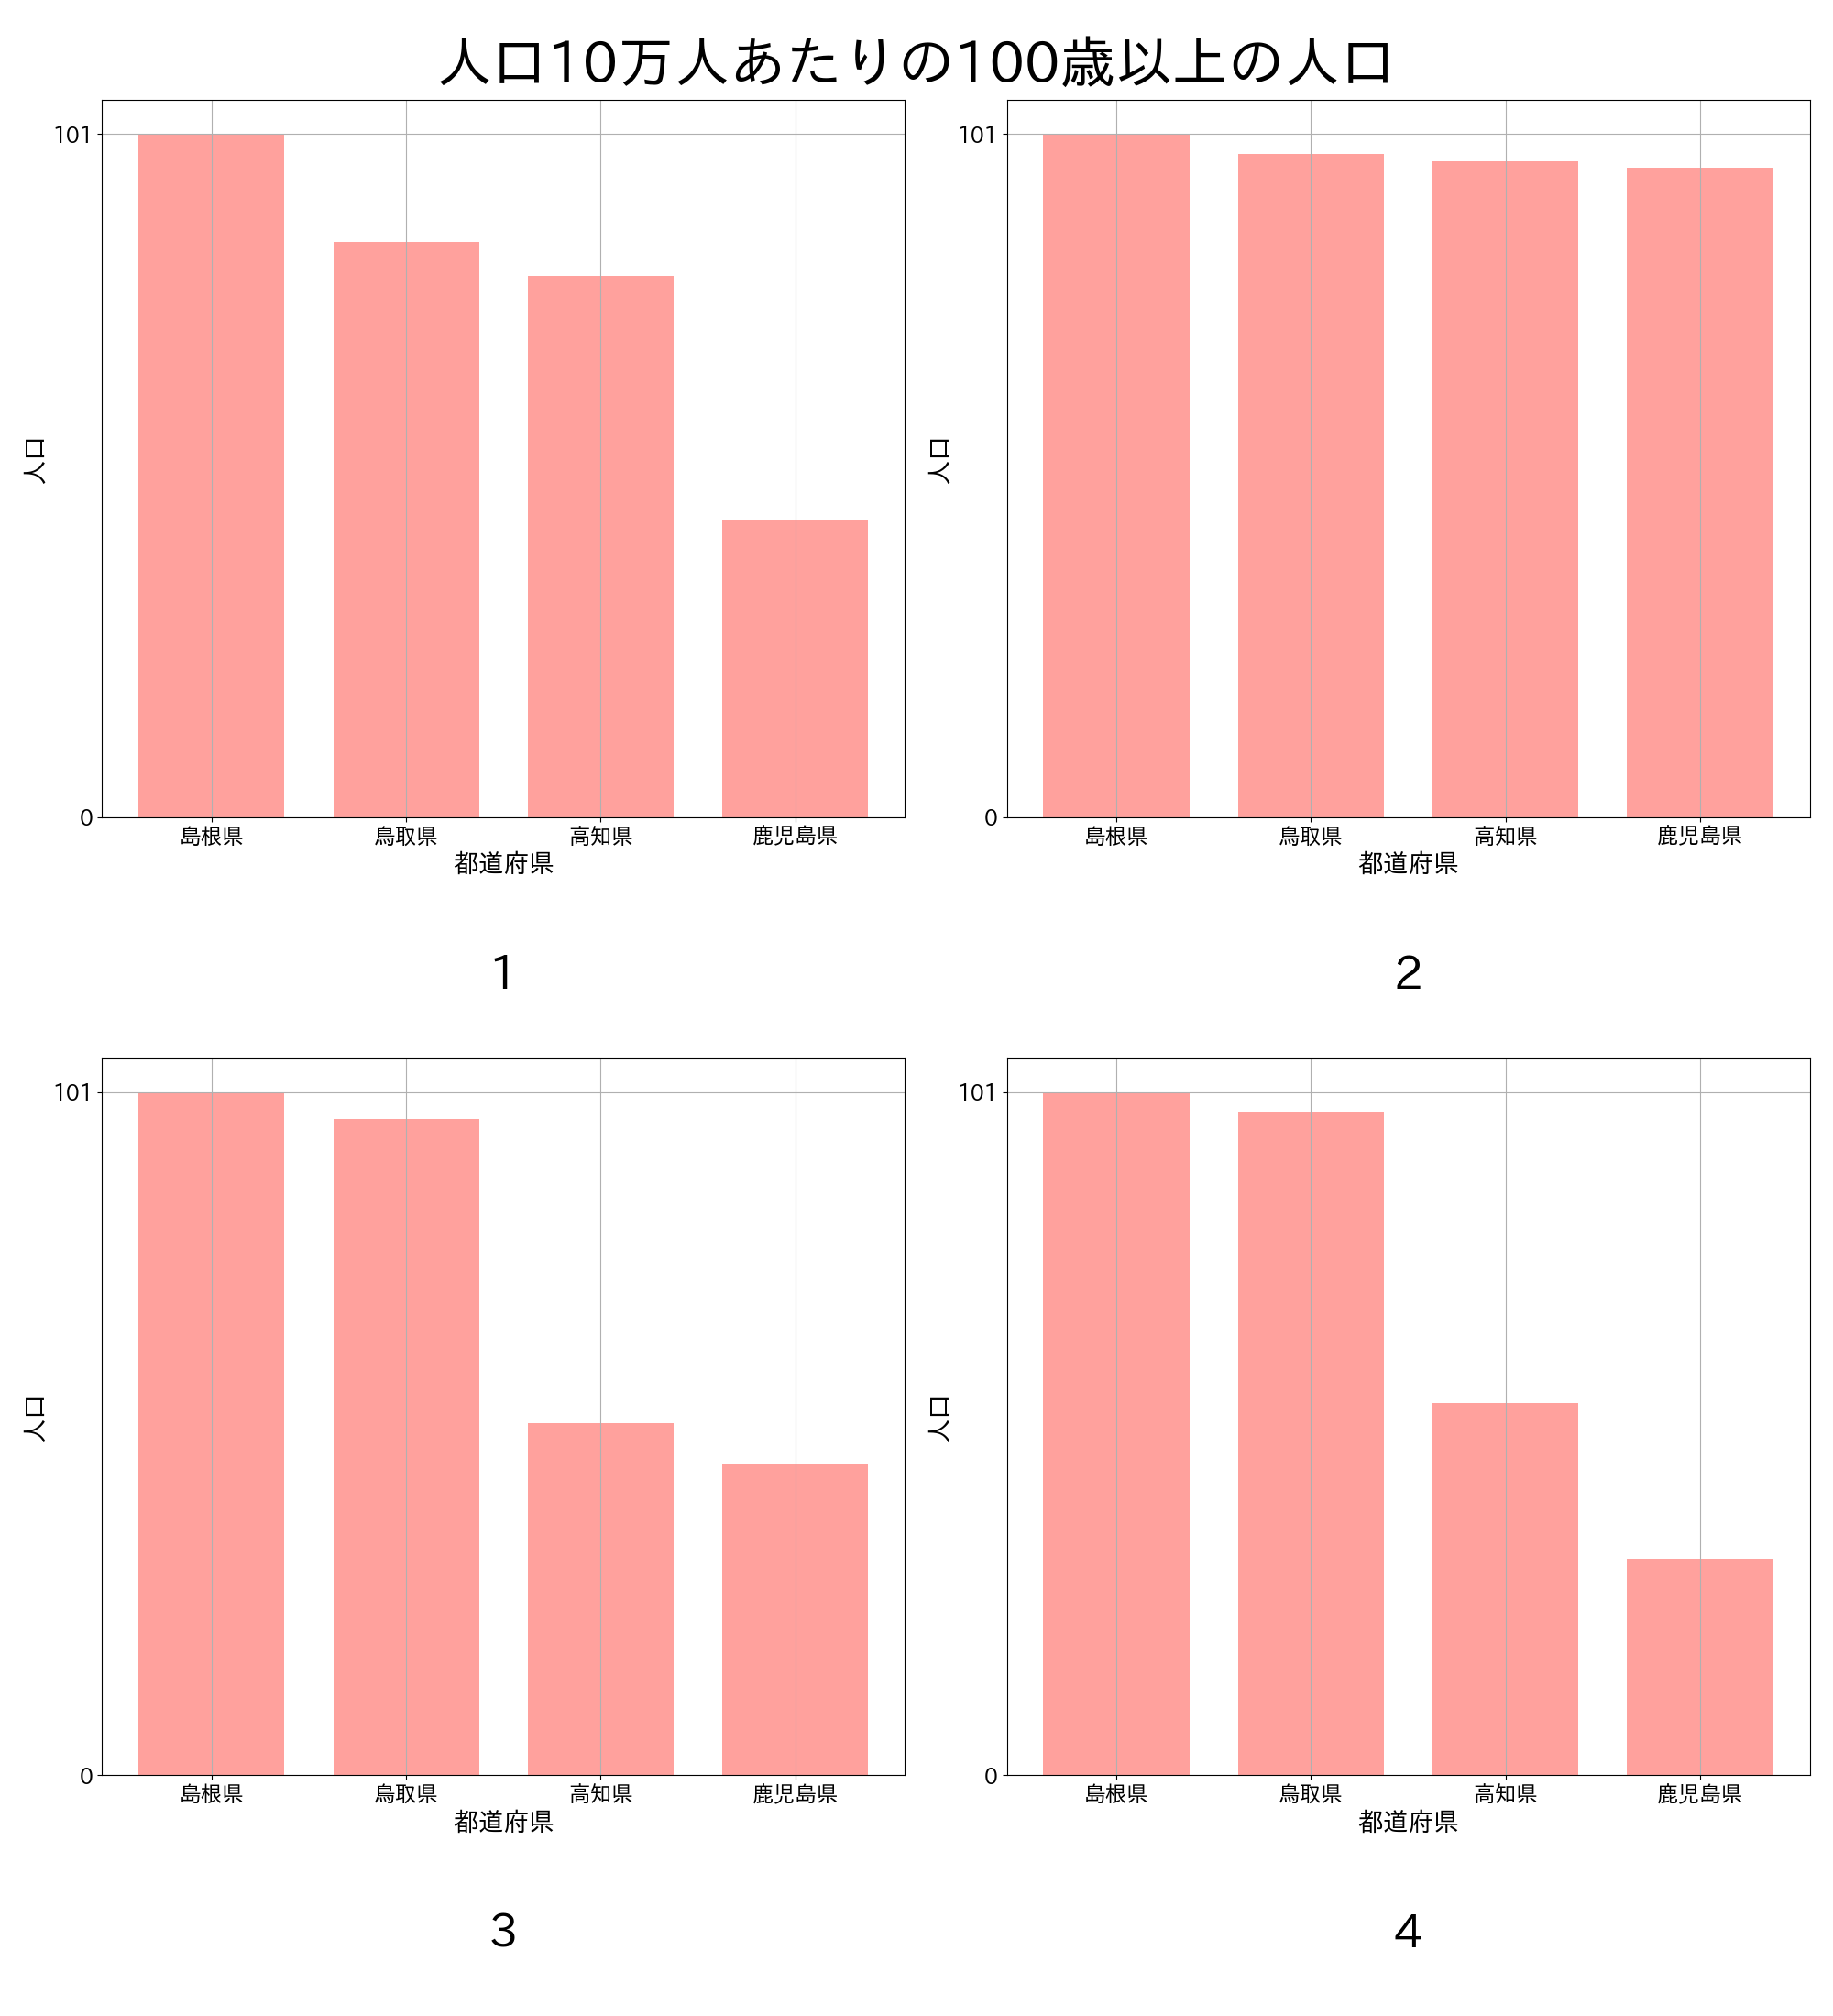 人口10万人あたりの100歳以上の人口
101
0
人口
島根県 鳥取県 高知県 鹿児島県
都道府県
1
101
0
人口
島根県 鳥取県 高知県 鹿児島県
都道府県
2
101
0
人口
島根県 鳥取県 高知県 鹿児島県
都道府県
3
101
0
人口
島根県 鳥取県 高知県 鹿児島県
都道府県
4